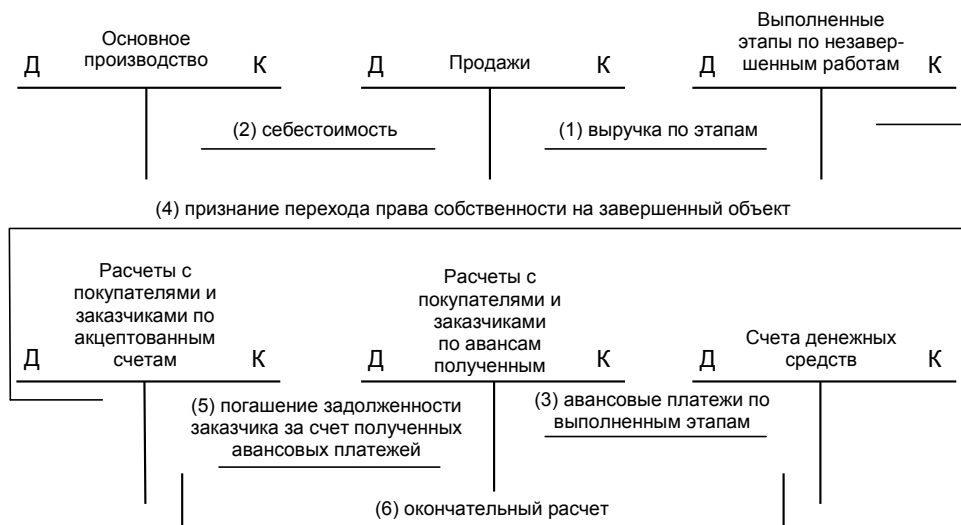 Д
Основное
производство
К
Д
Продажи
К
Д
Выполненные
этапы по незавер-
шенным работам
К
(2) себестоимость
(1) выручка по этапам
(4) признание перехода права собственности на завершенный объект
Д
Расчеты с
покупателями и
заказчиками по
акцептованным
счетам
К
Д
Расчеты с
покупателями и
заказчиками
по авансам
полученным
К
Д
Счета денежных
средств
К
(5) погашение задолженности
заказчика за счет полученных
авансовых платежей
(3) авансовые платежи по
выполненным этапам
(6) окончательный расчет